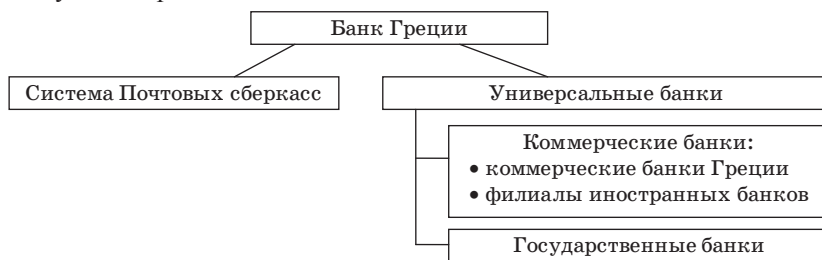 Банк Греции
Система Почтовых сберкасс
Универсальные банки
Коммерческие банки:
• коммерческие банки Греции
• филиалы иностранных банков
Государственные банки